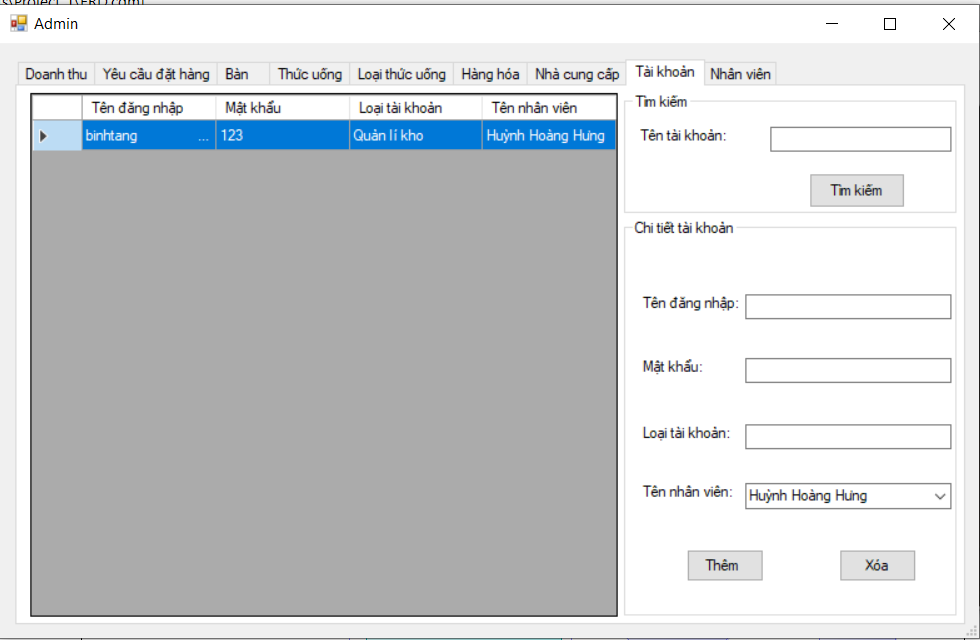 s\Project_1\ERD.com]
Admin
Doanh thu Yêu cầu đặt hàng Bàn Thức uống Loại thức uống Hàng hóa Nhà cung cấp Tài khoản Nhân viên
Tên đăng nhập Mật khẩu Loại tài khoản Tên nhân viên
binhtang ... 123 Quản lí kho Huỳnh Hoàng Hưng
Tìm kiếm
Tên tài khoản:
Tìm kiếm
Chi tiết tài khoản
Tên đăng nhập:
Mật khẩu:
Loại tài khoản:
Tên nhân viên: Huỳnh Hoàng Hưng
Thêm Xóa